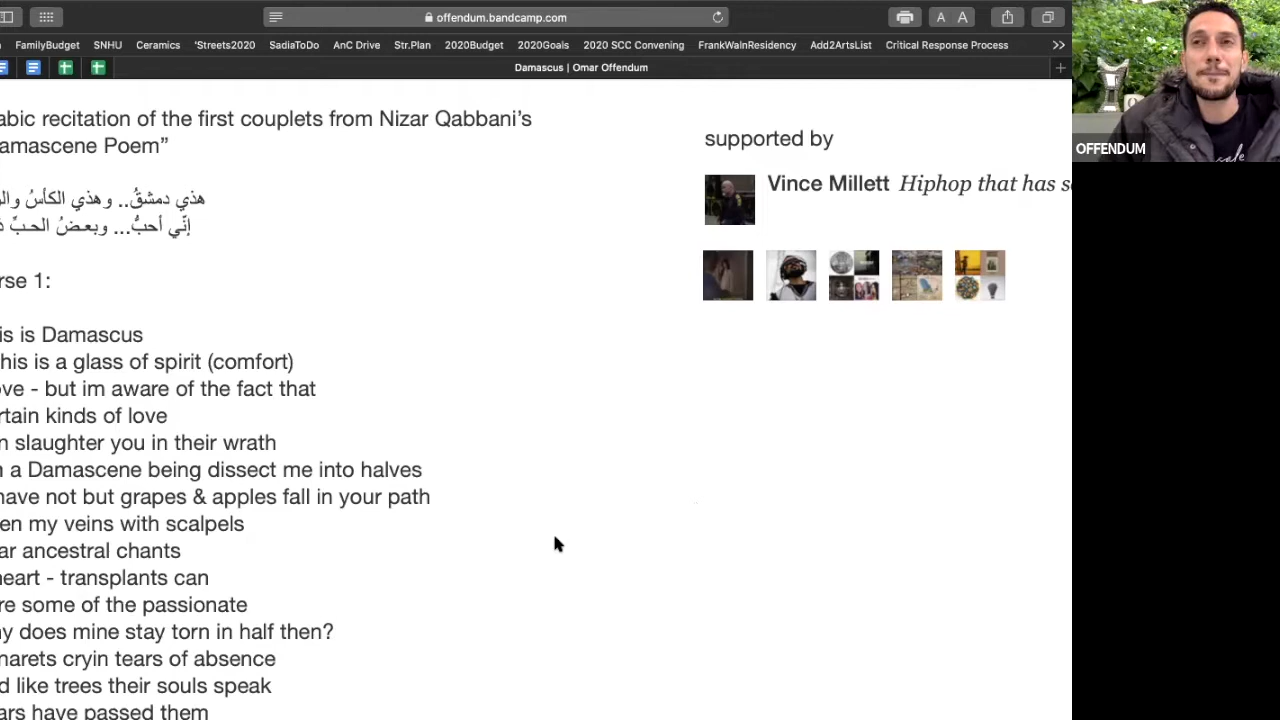 offendum.bandcamp.com
A A
FamilyBudget SNHU Ceramics 'Streets2020 SadiaToDo AnC Drive Str.Plan 2020Budget 2020Goals 2020 SCC Convening FrankWainResidency Add2ArtsList Critical Response Process >>
Damascus | Omar Offendum
abic recitation of the first couplets from Nizar Qabbani's
amascene Poem”
هذي دمشقُ.. وهذي الكأسُ
إنّي أحبُّ... وبعضُ الحبِّ
rse 1:
is is Damascus
his is a glass of spirit (comfort)
ve - but im aware of the fact that
rtain kinds of love
n slaughter you in their wrath
a Damascene being dissect me into halves
have not but grapes & apples fall in your path
en my veins with scalpels
ar ancestral chants
heart - transplants can
re some of the passionate
y does mine stay torn in half then?
narets cryin tears of absence
d like trees their souls speak
ars have passed them
supported by
Vince Millett Hiphop that has s
OFFENDUM